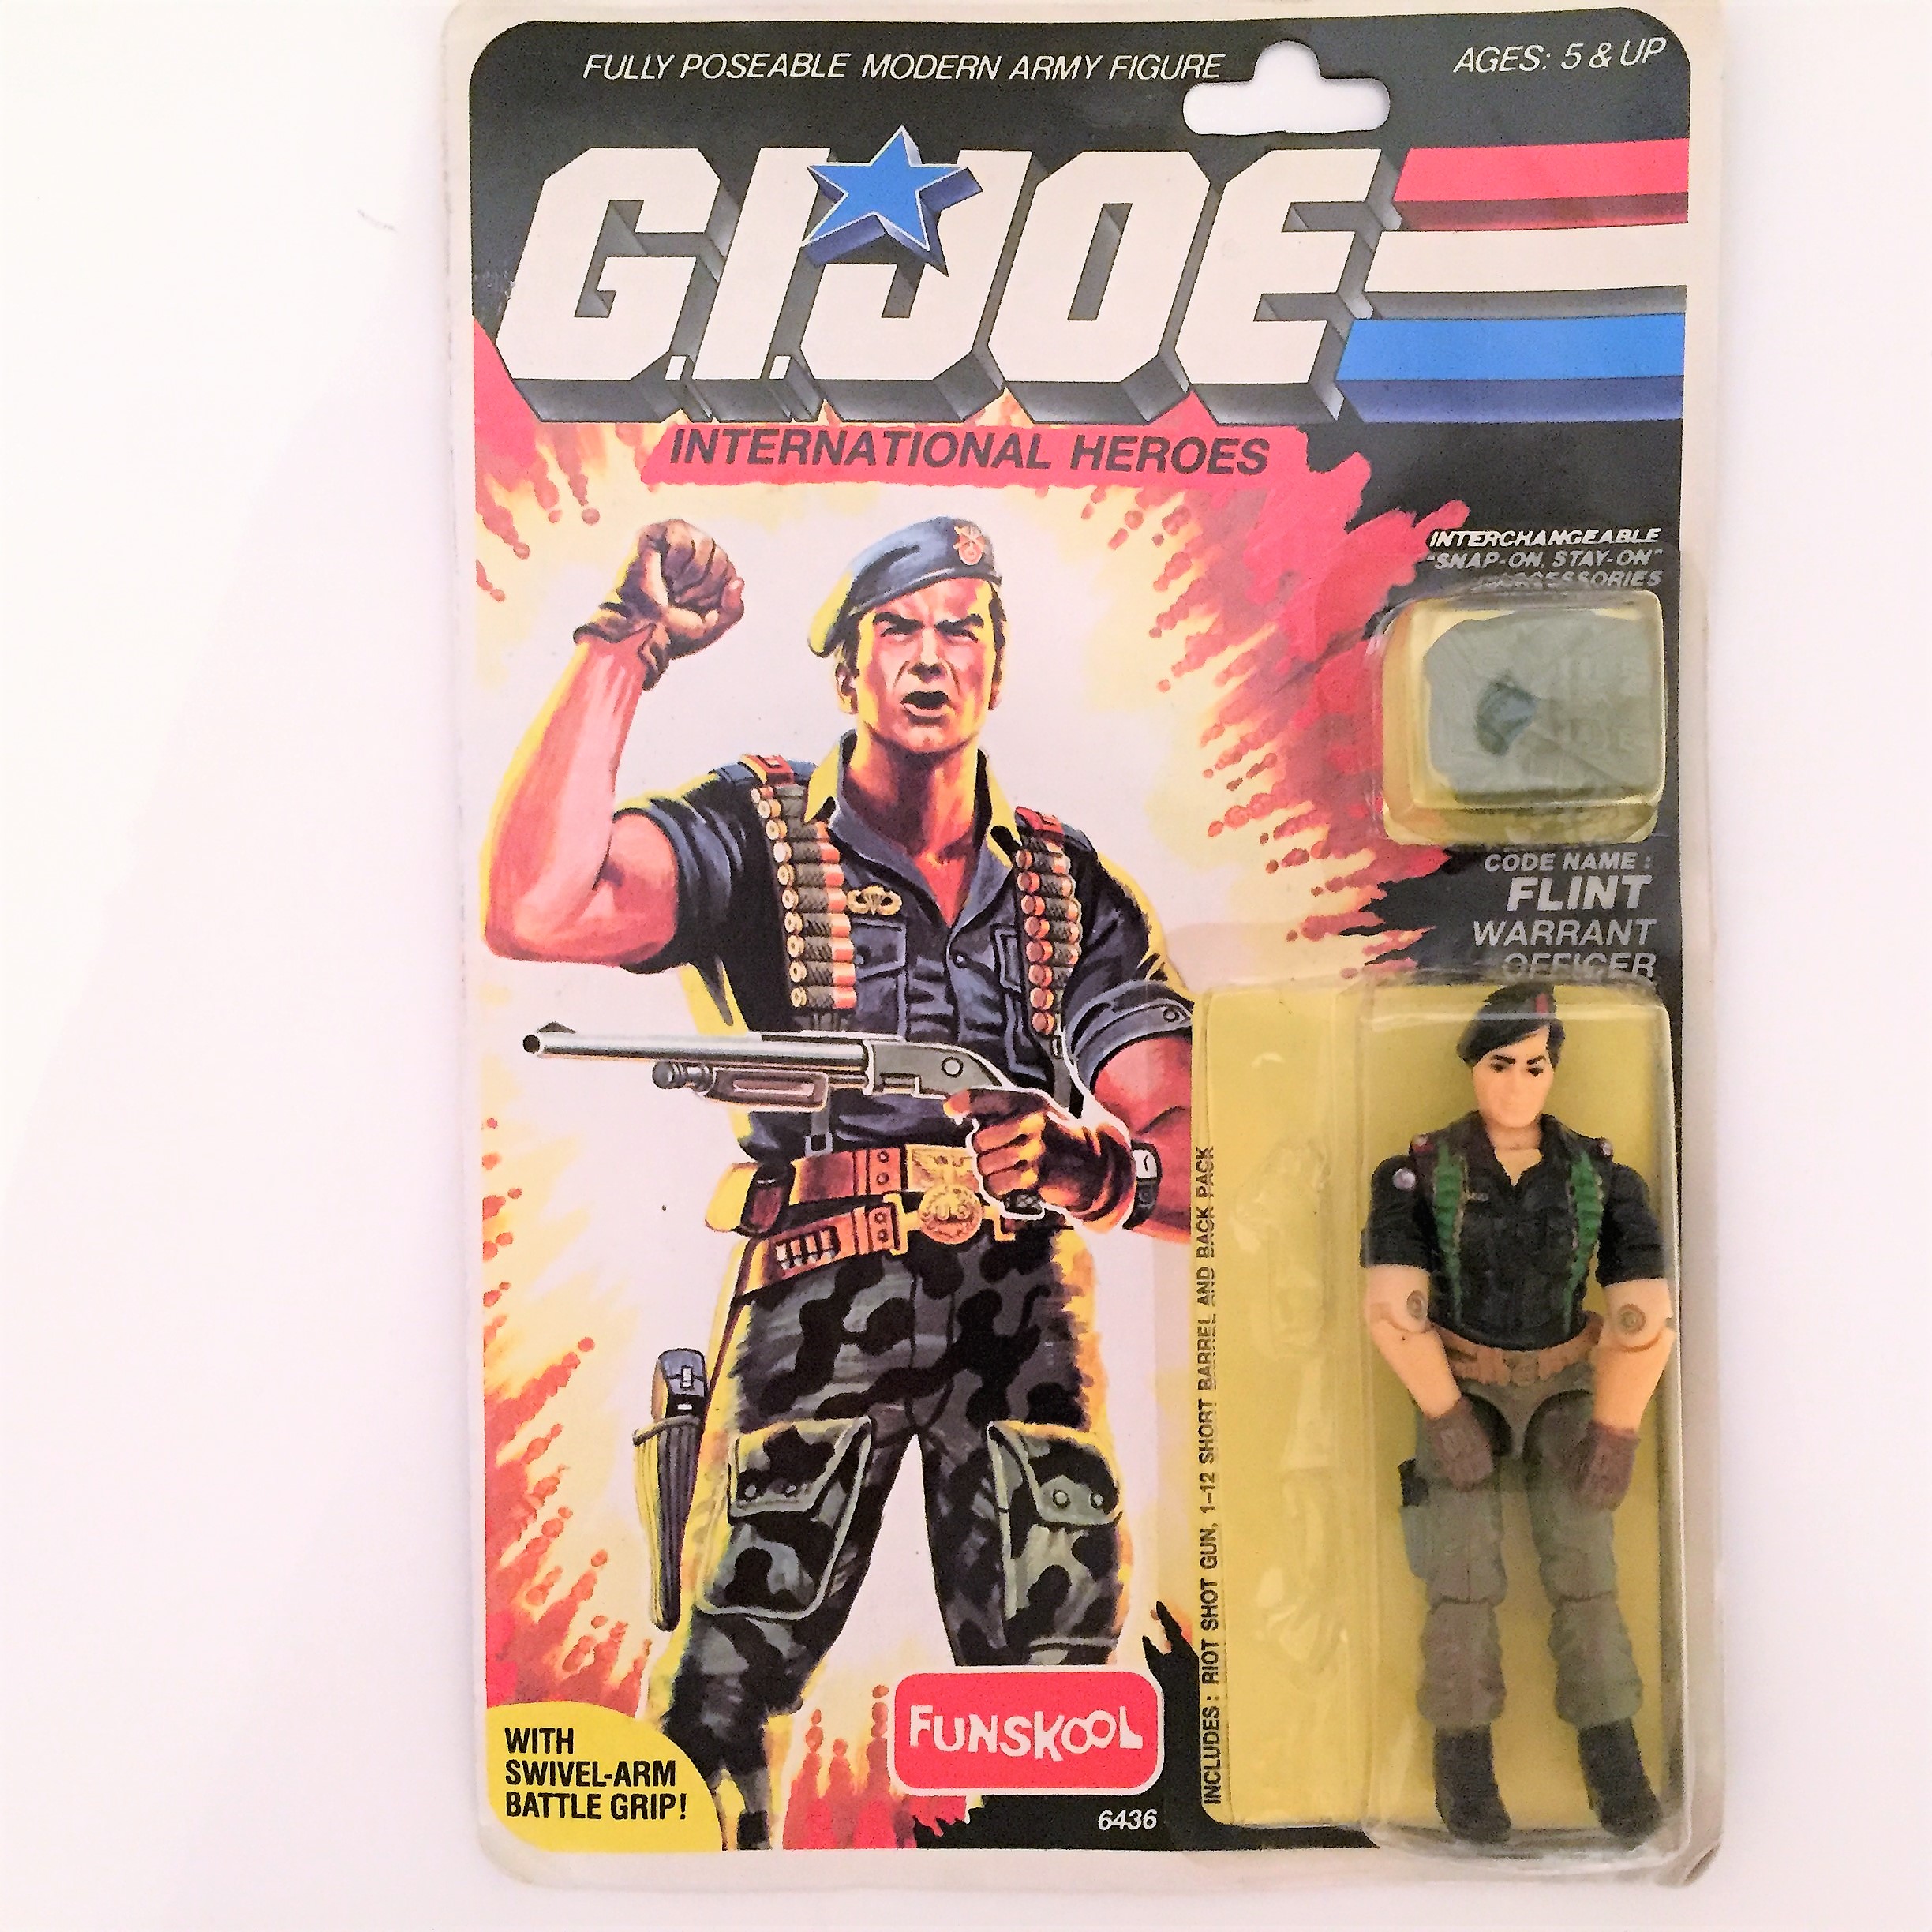 FULLY POSEABLE MODERN ARMY FIGURE
AGES: 5 & UP
G.I.JOE
INTERNATIONAL HEROES
INTERCHANGEABLE
"SNAP-ON, STAY-ON"
ACCESSORIES
CODE NAME :
FLINT
WARRANT
OFFICER
INCLUDES : RIOT SHOT GUN, 1-12 SHORT BARREL AND BACK PACK
WITH
SWIVEL-ARM
BATTLE GRIP!
FUNSKOOL
6436